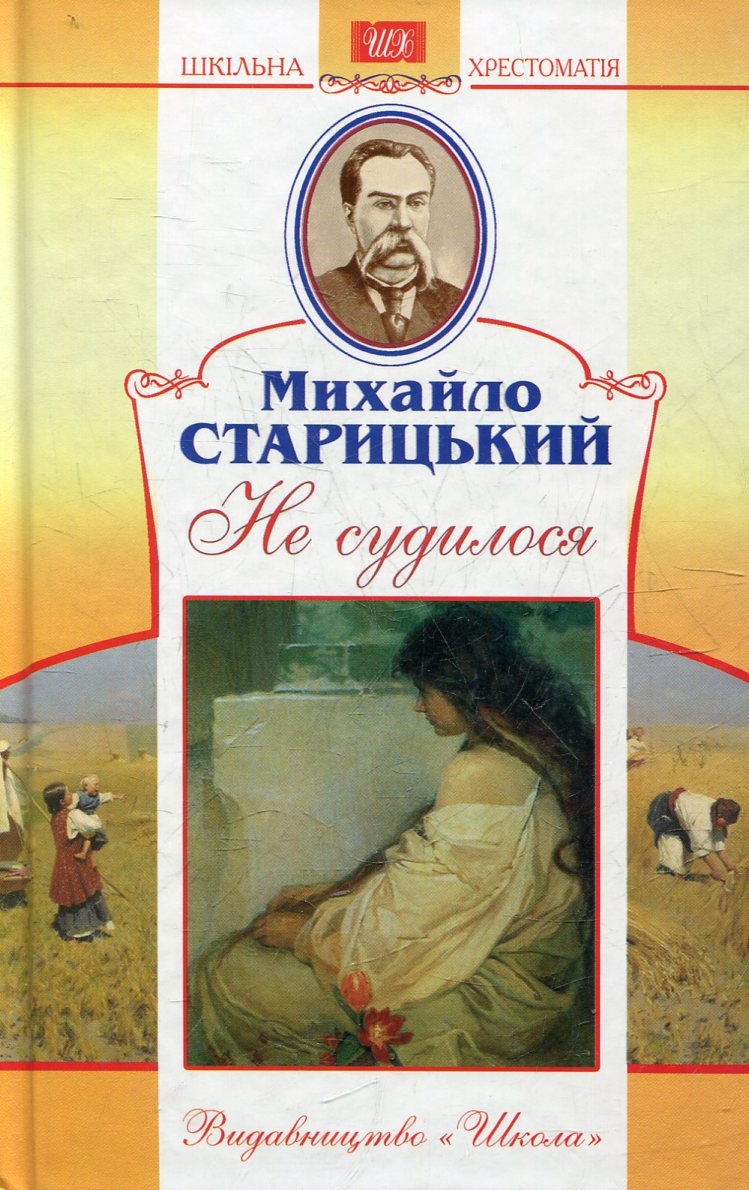 ШХ
ШКІЛЬНА ХРЕСТОМАТІЯ
Михайло
СТАРИЦЬКИЙ
Не судилося
Видавництво «Школа»